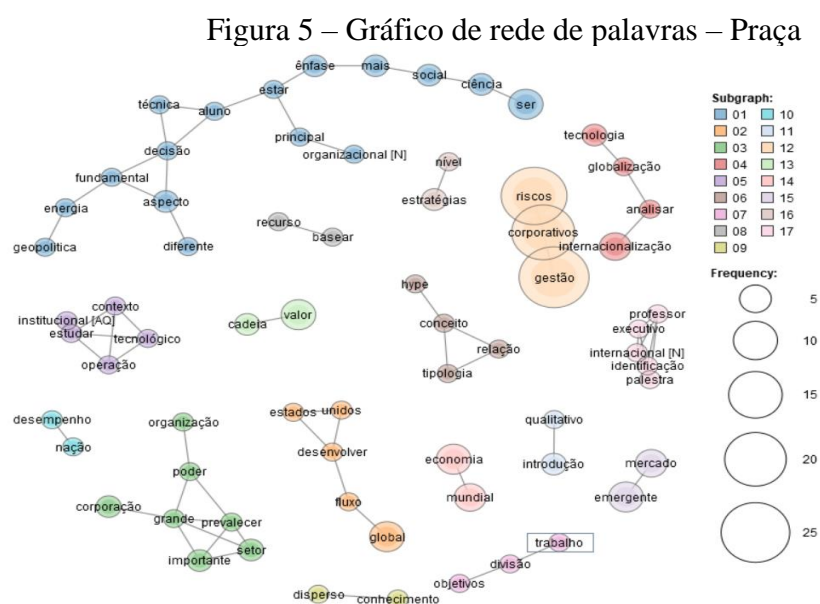 Figura 5 – Gráfico de rede de palavras – Praça
ênfase
mais
social
ciência
ser
estar
técnica
aluno
principal
organizacional [N]
decisão
fundamental
aspecto
energia
geopolitica
diferente
nível
estratégias
recurso
basear
riscos
corporativos
gestão
tecnologia
globalização
analisar
internacionalização
contexto
institucional [AQ]
estudar
tecnológico
operação
cadeia
valor
hype
conceito
relação
tipologia
professor
executivo
internacional [N]
identificação
palestra
desempenho
nação
organização
poder
corporação
grande
prevalecer
setor
importante
estados
unidos
desenvolver
fluxo
global
economia
mundial
qualitativo
introdução
mercado
emergente
trabalho
divisão
objetivos
disperso
conhecimento
Subgraph:
01 10
02 11
03 12
04 13
05 14
06 15
07 16
08 17
09
Frequency:
5
10
15
20
25